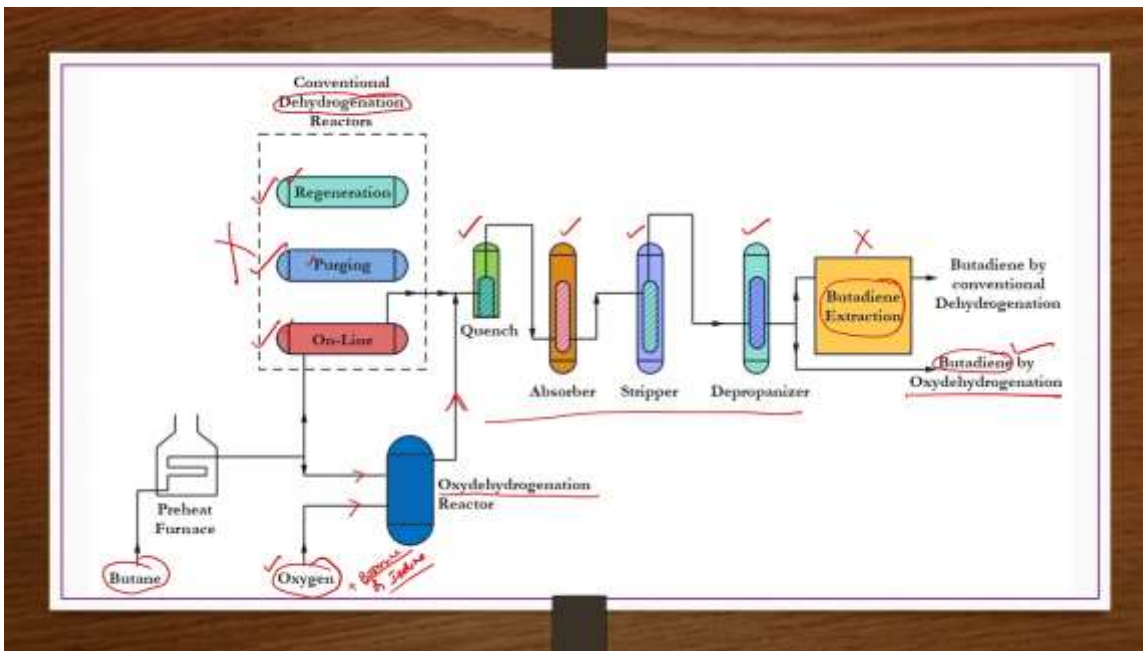 Conventional
Dehydrogenation
Reactors
Regeneration
Purging
On-Line
Quench
Absorber
Stripper
Depropanizer
Butadiene
Extraction
Butadiene by
conventional
Dehydrogenation
Butadiene by
Oxydehydrogenation
Preheat
Furnace
Oxydehydrogenation
Reactor
Butane
Oxygen
Iodine